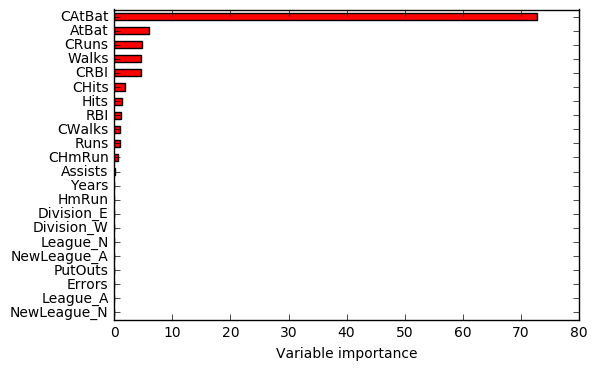 CAtBat
AtBat
CRuns
Walks
CRBI
CHits
Hits
RBI
CWalks
Runs
CHmRun
Assists
Years
HmRun
Division_E
Division_W
League_N
NewLeague_A
PutOuts
Errors
League_A
NewLeague_N
0 10 20 30 40 50 60 70 80
Variable importance